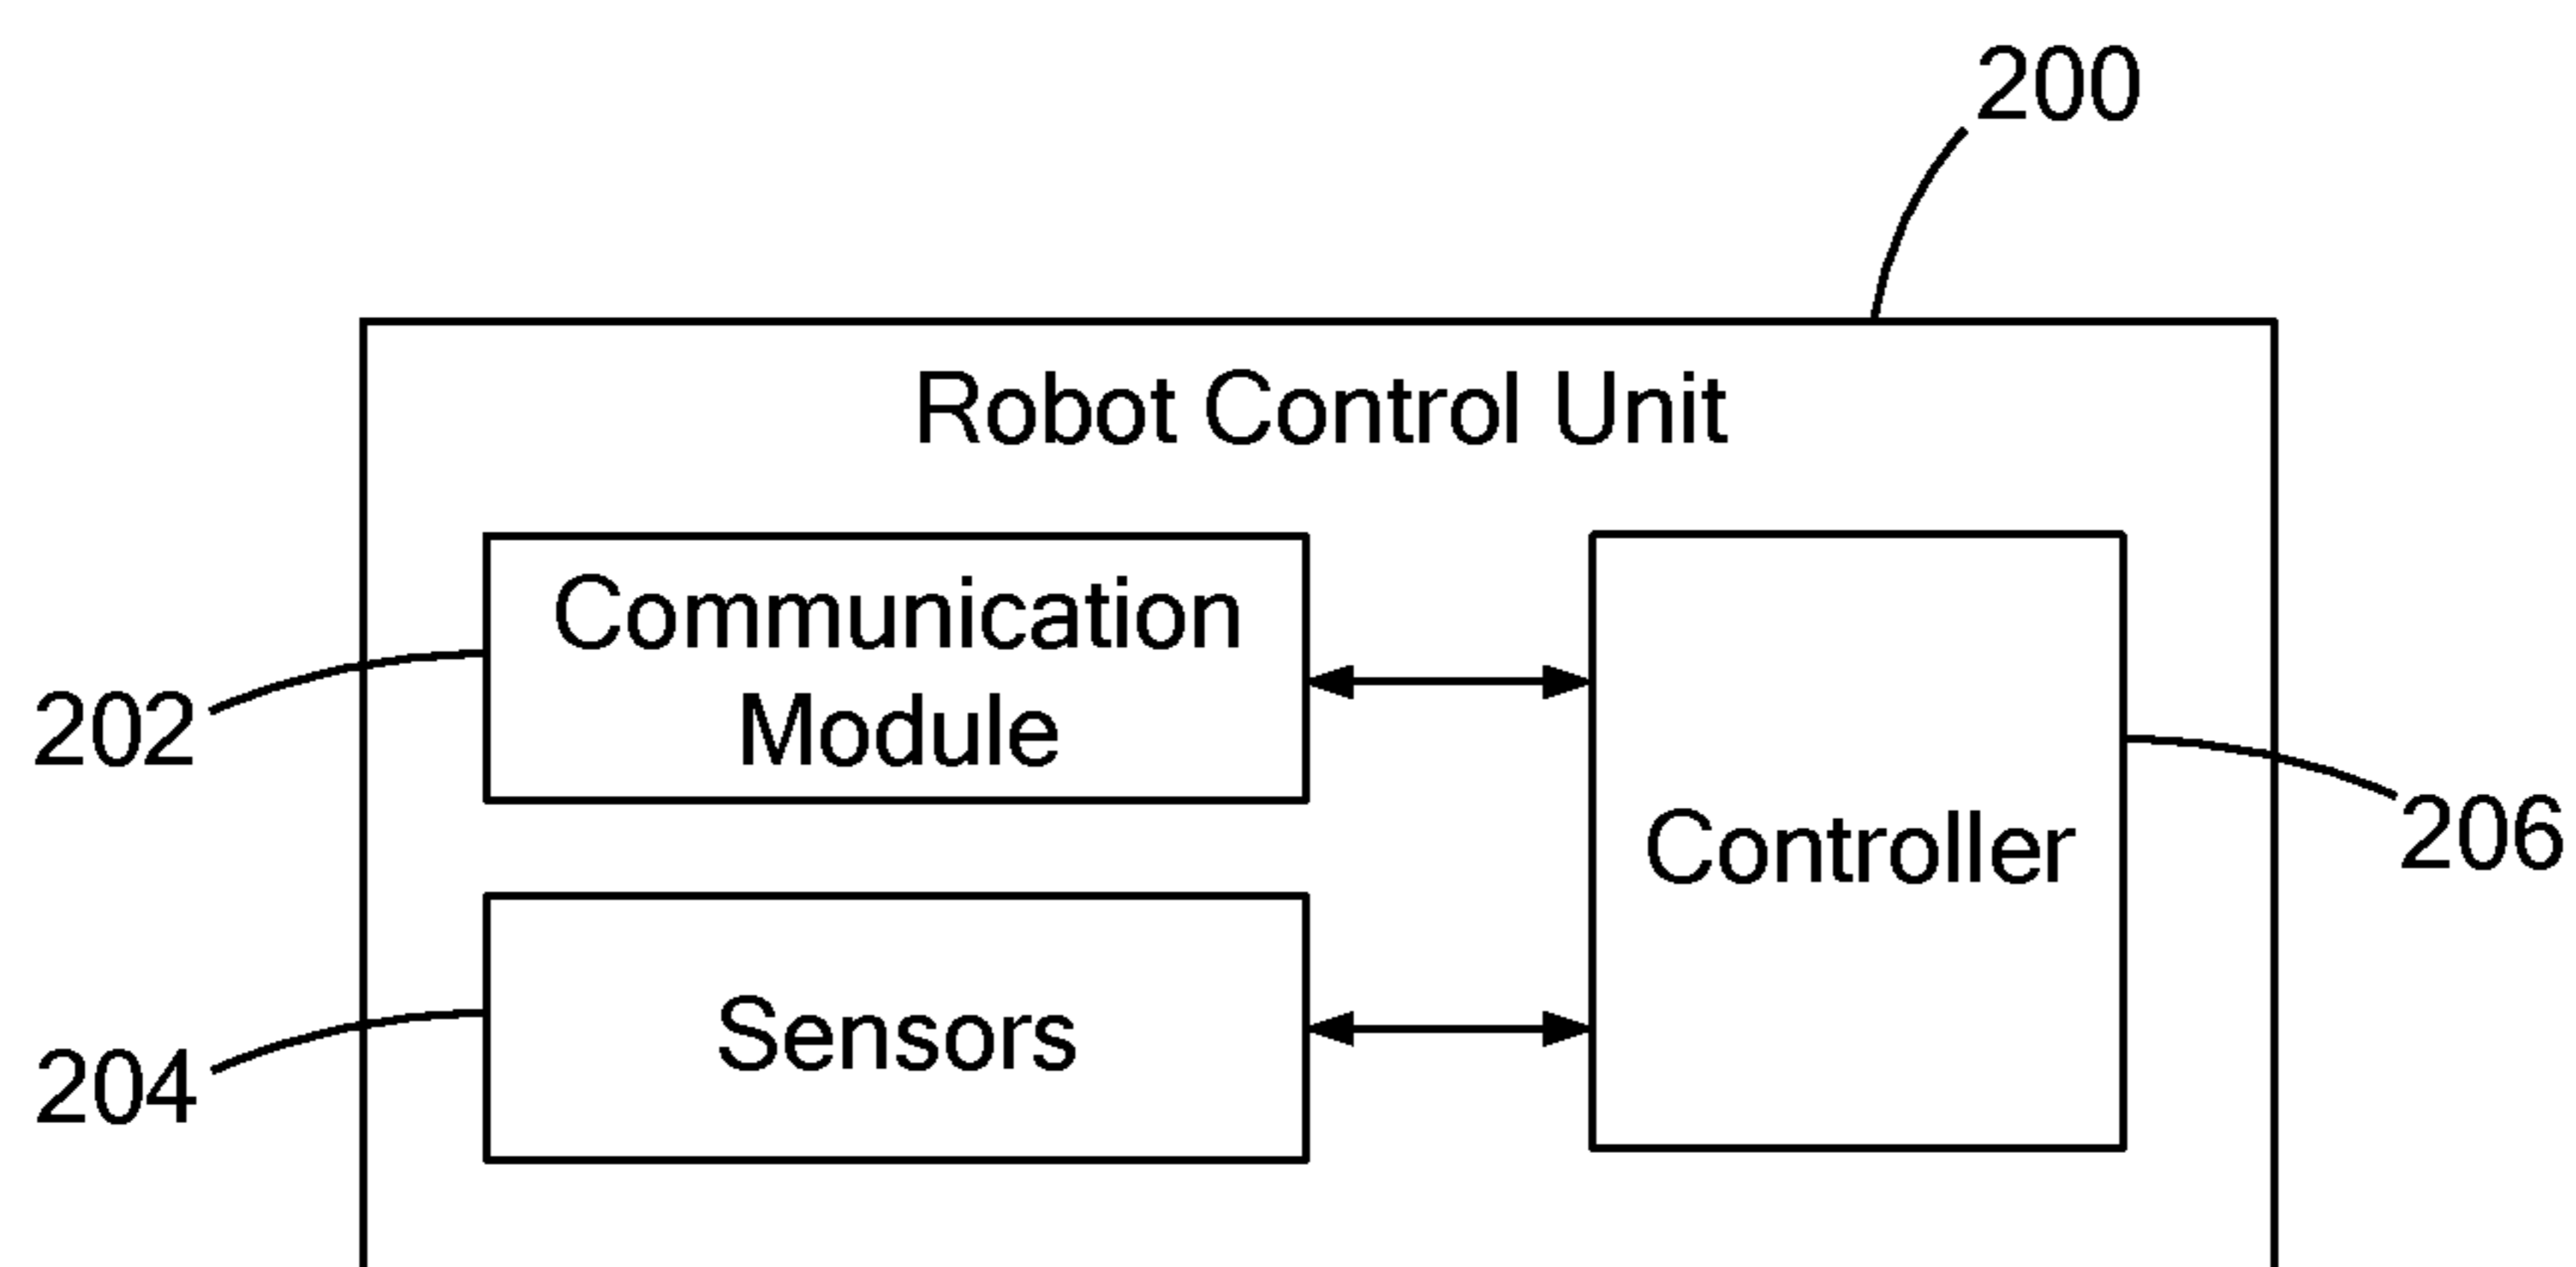 200
Robot Control Unit
Communication
Module
202
Controller
206
Sensors
204